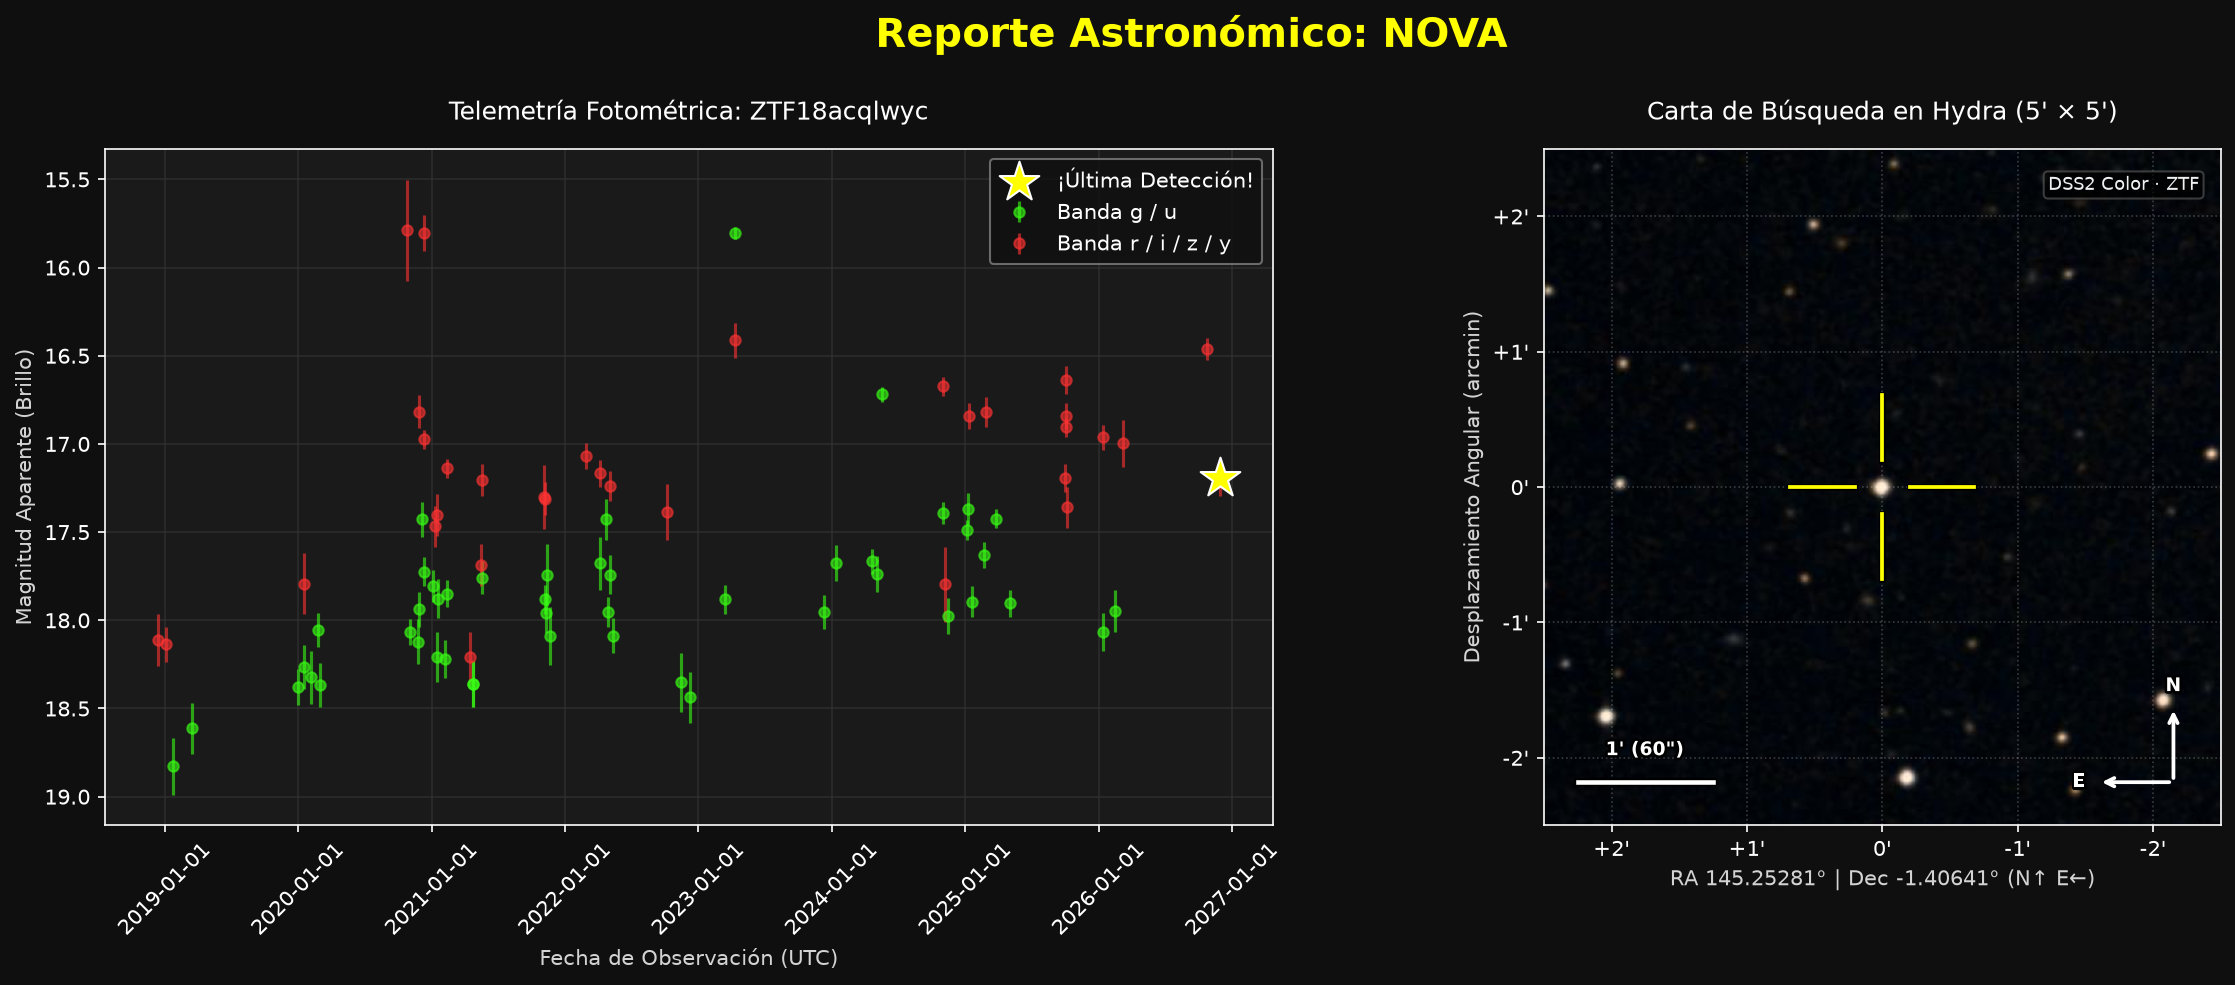 Reporte Astronómico: NOVA
Telemetría Fotométrica: ZTF18acqlwyc
¡Última Detección!
Banda g / u
Banda r / i / z / y
15.5
16.0
16.5
17.0
17.5
18.0
18.5
19.0
Magnitud Aparente (Brillo)
2019-01-01
2020-01-01
2021-01-01
2022-01-01
2023-01-01
2024-01-01
2025-01-01
2026-01-01
2027-01-01
Fecha de Observación (UTC)
Carta de Búsqueda en Hydra (5' × 5')
DSS2 Color · ZTF
+2'
+1'
0'
-1'
-2'
Desplazamiento Angular (arcmin)
N
E
1' (60")
+2'
+1'
0'
-1'
-2'
RA 145.25281° | Dec -1.40641° (N↑ E←)